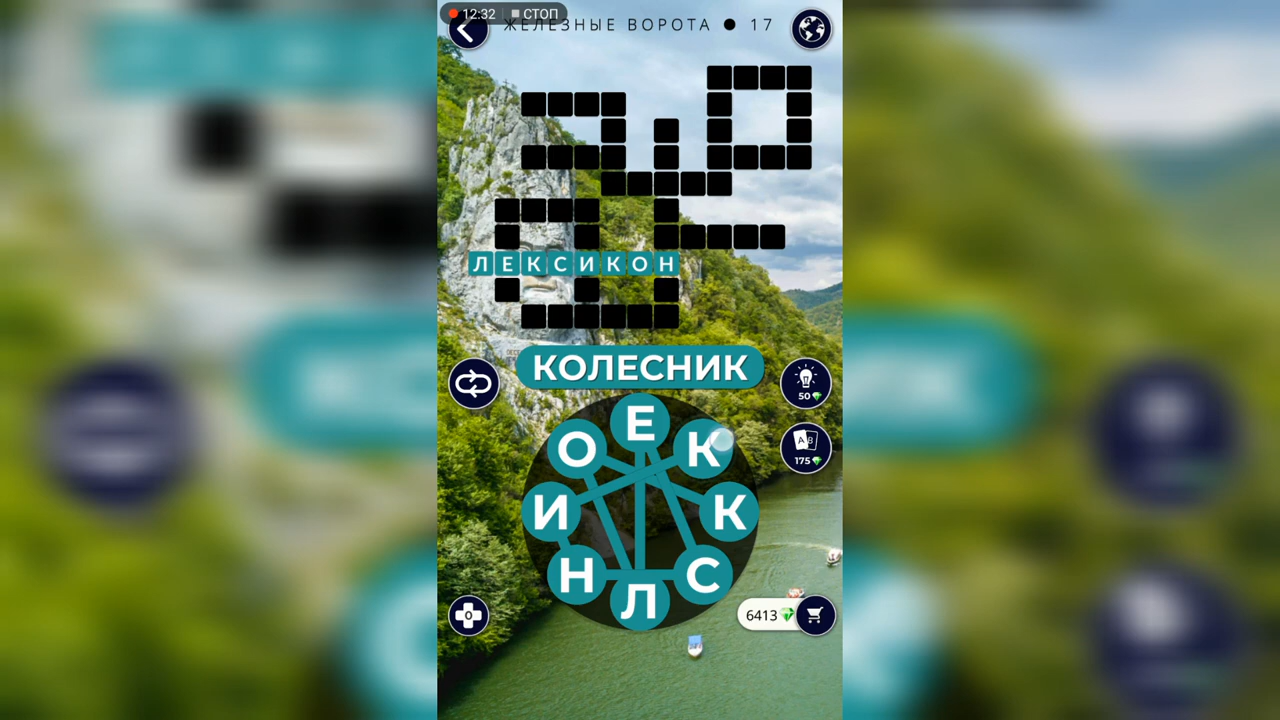 12:32 СТОП
ЖЕЛЕЗНЫЕ ВОРОТА ● 17
ЛЕКСИКОН
КОЛЕСНИК
50
A B
175
Е
О К
И К
Н С
Л
0
6413